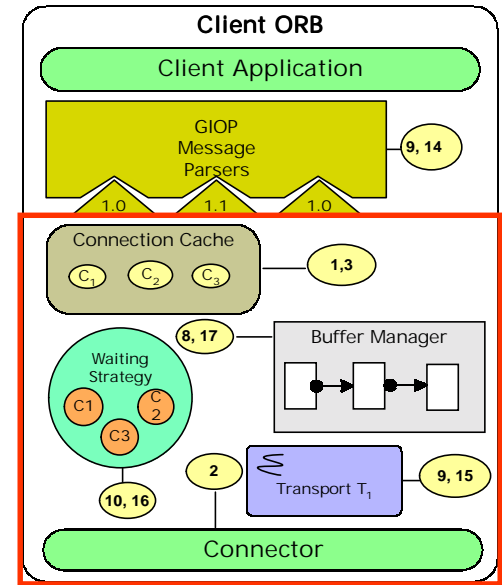 Client ORB
Client Application
GIOP
Message
Parsers
9, 14
1.0
1.1
1.0
Connection Cache
C1
C2
C3
1,3
8, 17
Buffer Manager
Waiting
Strategy
C1
C
2
C3
10, 16
2
Transport T1
9, 15
Connector